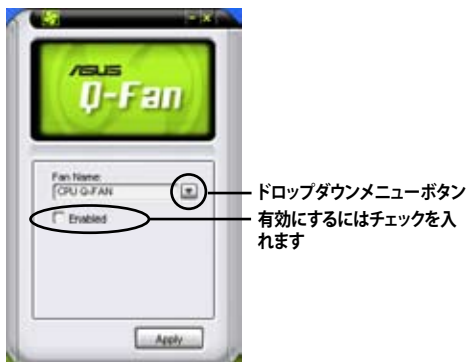 ASUS
Q-Fan
Fan Name:
CPU Q-FAN
Enabled
Apply
ドロップダウンメニューボタン
有効にするにはチェックを入
れます